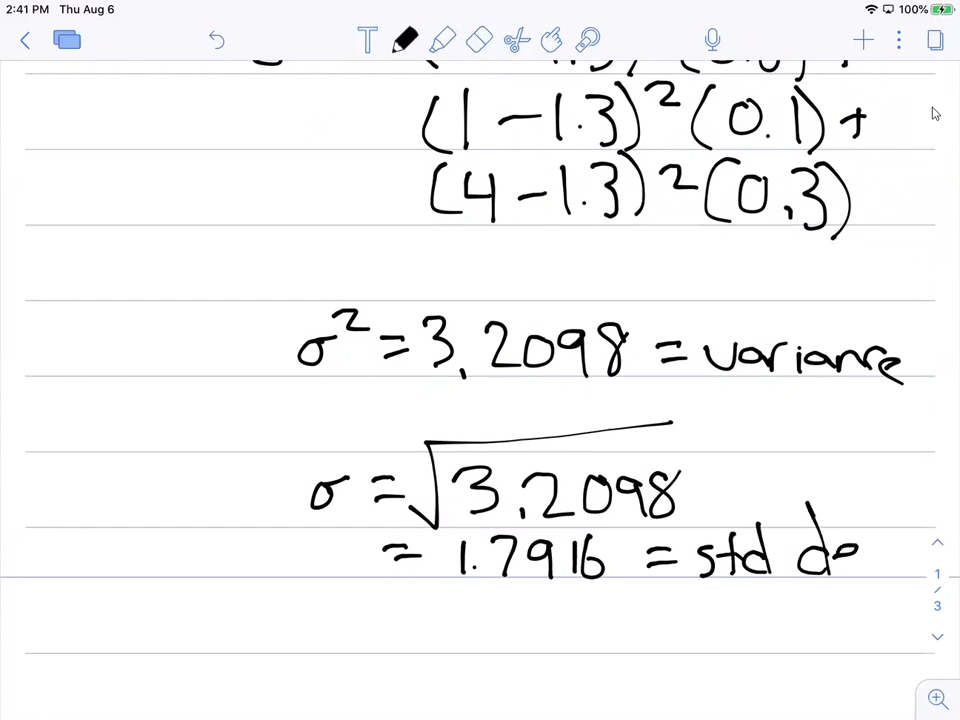 2:41 PM Thu Aug 6 100%
(1 - 1.3)² (0.1) +
(4 - 1.3)² (0.3)
σ² = 3.2098 = variance
σ = √3.2098
= 1.7916 = std de
1
/
3